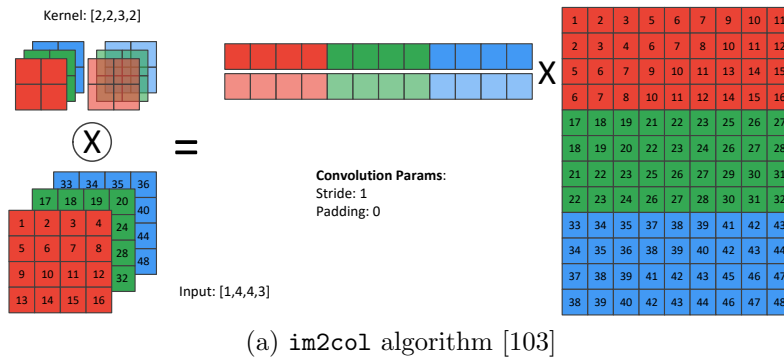 Kernel: [2,2,3,2]
X
=
33 34 35 36
17 18 19 20 40
1 2 3 4 24 44
5 6 7 8 28 48
9 10 11 12 32
13 14 15 16
Input: [1,4,4,3]
Convolution Params:
Stride: 1
Padding: 0
X
1 2 3 5 6 7 9 10 11
2 3 4 6 7 8 10 11 12
5 6 7 9 10 11 13 14 15
6 7 8 10 11 12 14 15 16
17 18 19 21 22 23 25 26 27
18 19 20 22 23 24 26 27 28
21 22 23 25 26 27 29 30 31
22 23 24 26 27 28 30 31 32
33 34 35 37 38 39 41 42 43
34 35 36 38 39 40 42 43 44
37 38 39 41 42 43 45 46 47
38 39 40 42 43 44 46 47 48
(a) im2col algorithm [103]